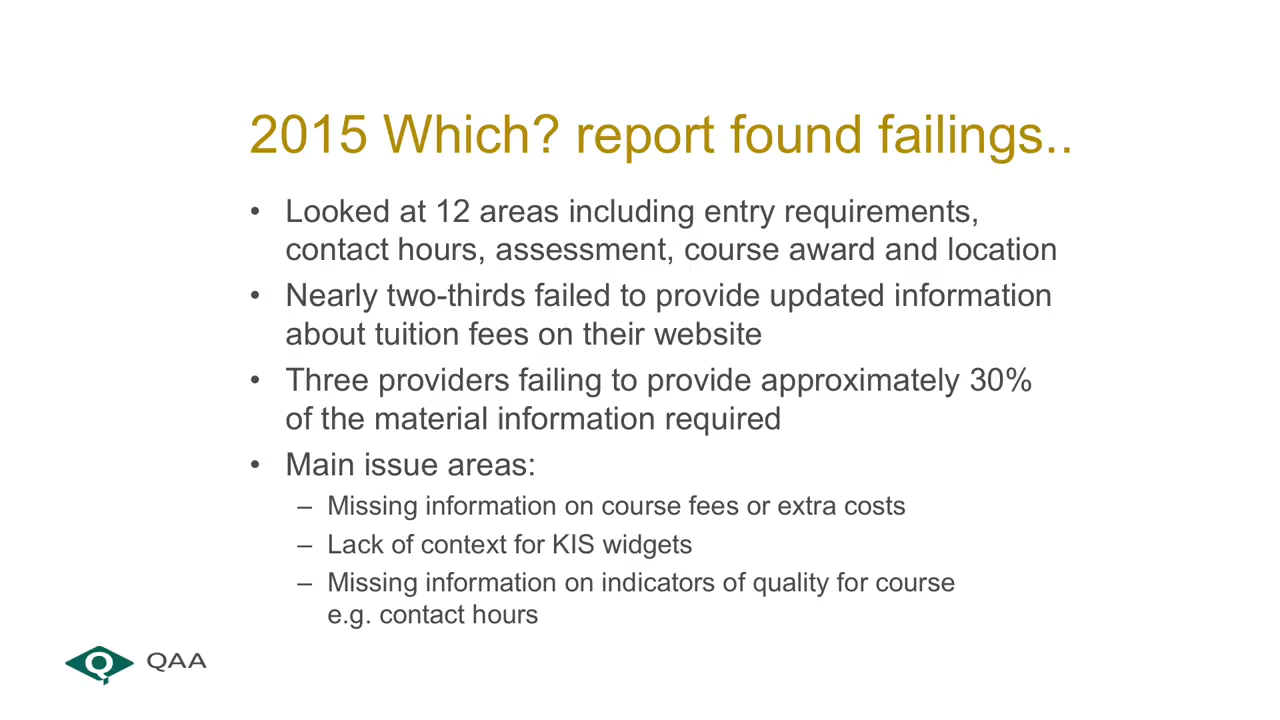 2015 Which? report found failings..
• Looked at 12 areas including entry requirements,
contact hours, assessment, course award and location
• Nearly two-thirds failed to provide updated information
about tuition fees on their website
• Three providers failing to provide approximately 30%
of the material information required
• Main issue areas:
– Missing information on course fees or extra costs
– Lack of context for KIS widgets
– Missing information on indicators of quality for course
e.g. contact hours
QAA